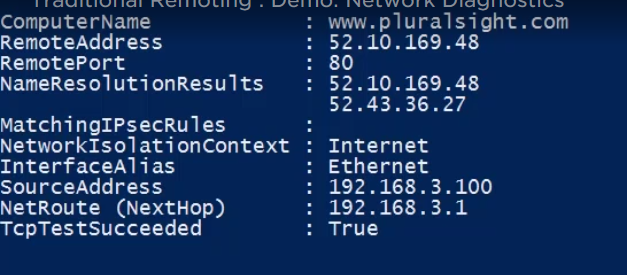 Traditional Remoting : Demo: Network Diagnostics
ComputerName : www.pluralsight.com
RemoteAddress : 52.10.169.48
RemotePort : 80
NameResolutionResults : 52.10.169.48
52.43.36.27
MatchingIPsecRules :
NetworkIsolationContext : Internet
InterfaceAlias : Ethernet
SourceAddress : 192.168.3.100
NetRoute (NextHop) : 192.168.3.1
TcpTestSucceeded : True